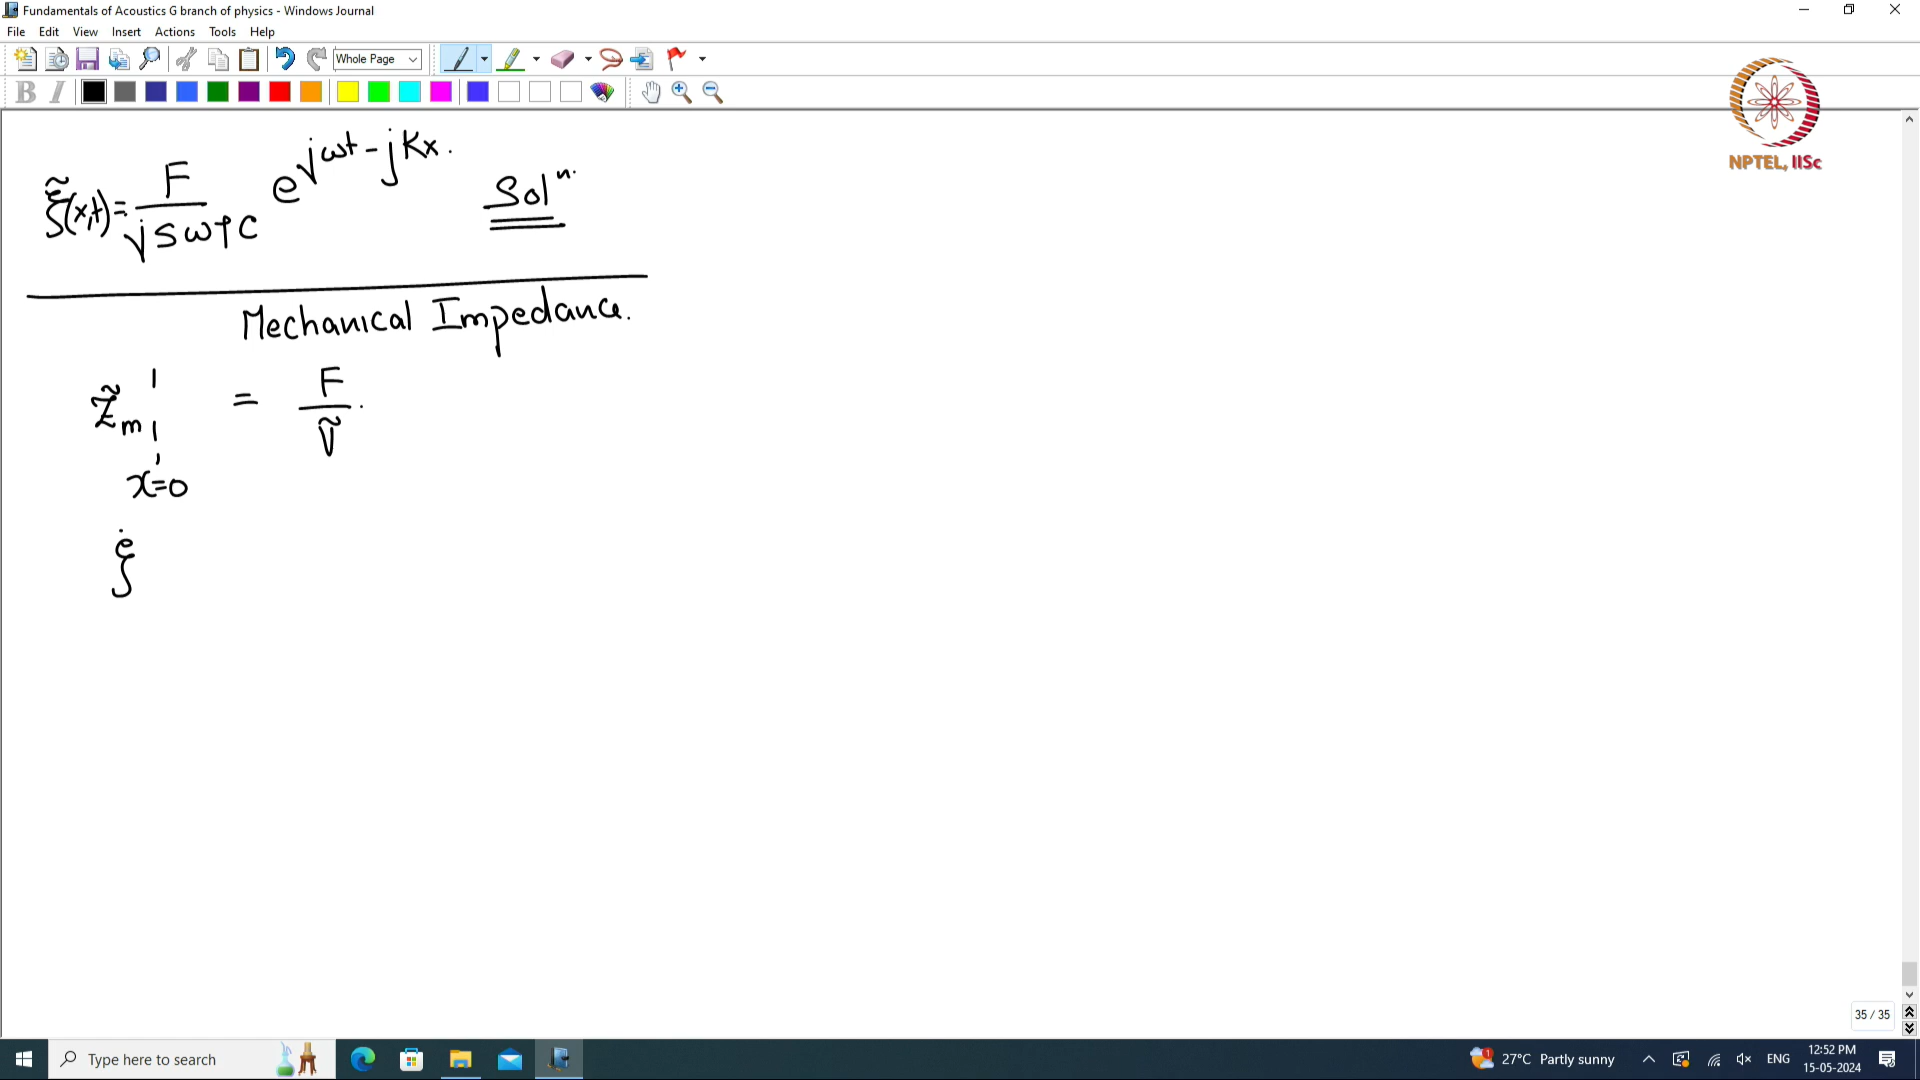 Fundamentals of Acoustics G branch of physics - Windows Journal
File Edit View Insert Actions Tools Help
Whole Page
B I
NPTEL, IISc
ξ̃(x,t) = F / jSωρc e^{jωt - jkx}. Solⁿ.
Mechanical Impedance.
Z̃m | x=0 = F / Ṽ.
ξ̇
35 / 35
Type here to search
27°C Partly sunny
ENG
12:52 PM
15-05-2024